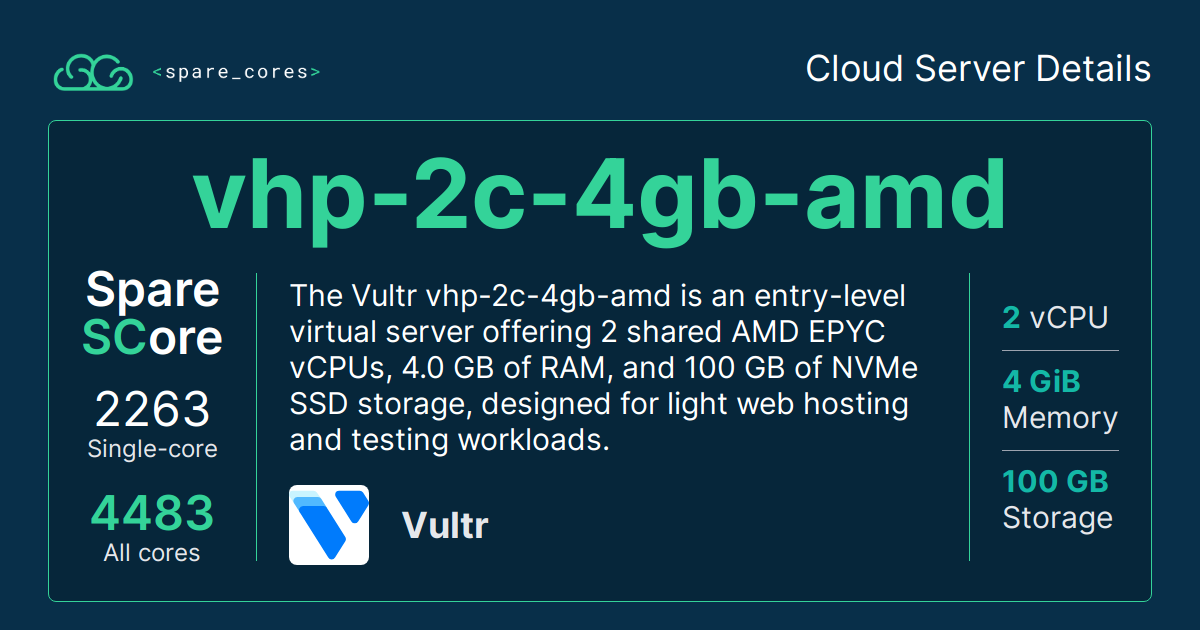 <spare_cores>
Cloud Server Details
vhp-2c-4gb-amd
Spare
SCore
2263
Single-core
4483
All cores
The Vultr vhp-2c-4gb-amd is an entry-level
virtual server offering 2 shared AMD EPYC
vCPUs, 4.0 GB of RAM, and 100 GB of NVMe
SSD storage, designed for light web hosting
and testing workloads.
Vultr
2 vCPU
4 GiB
Memory
100 GB
Storage